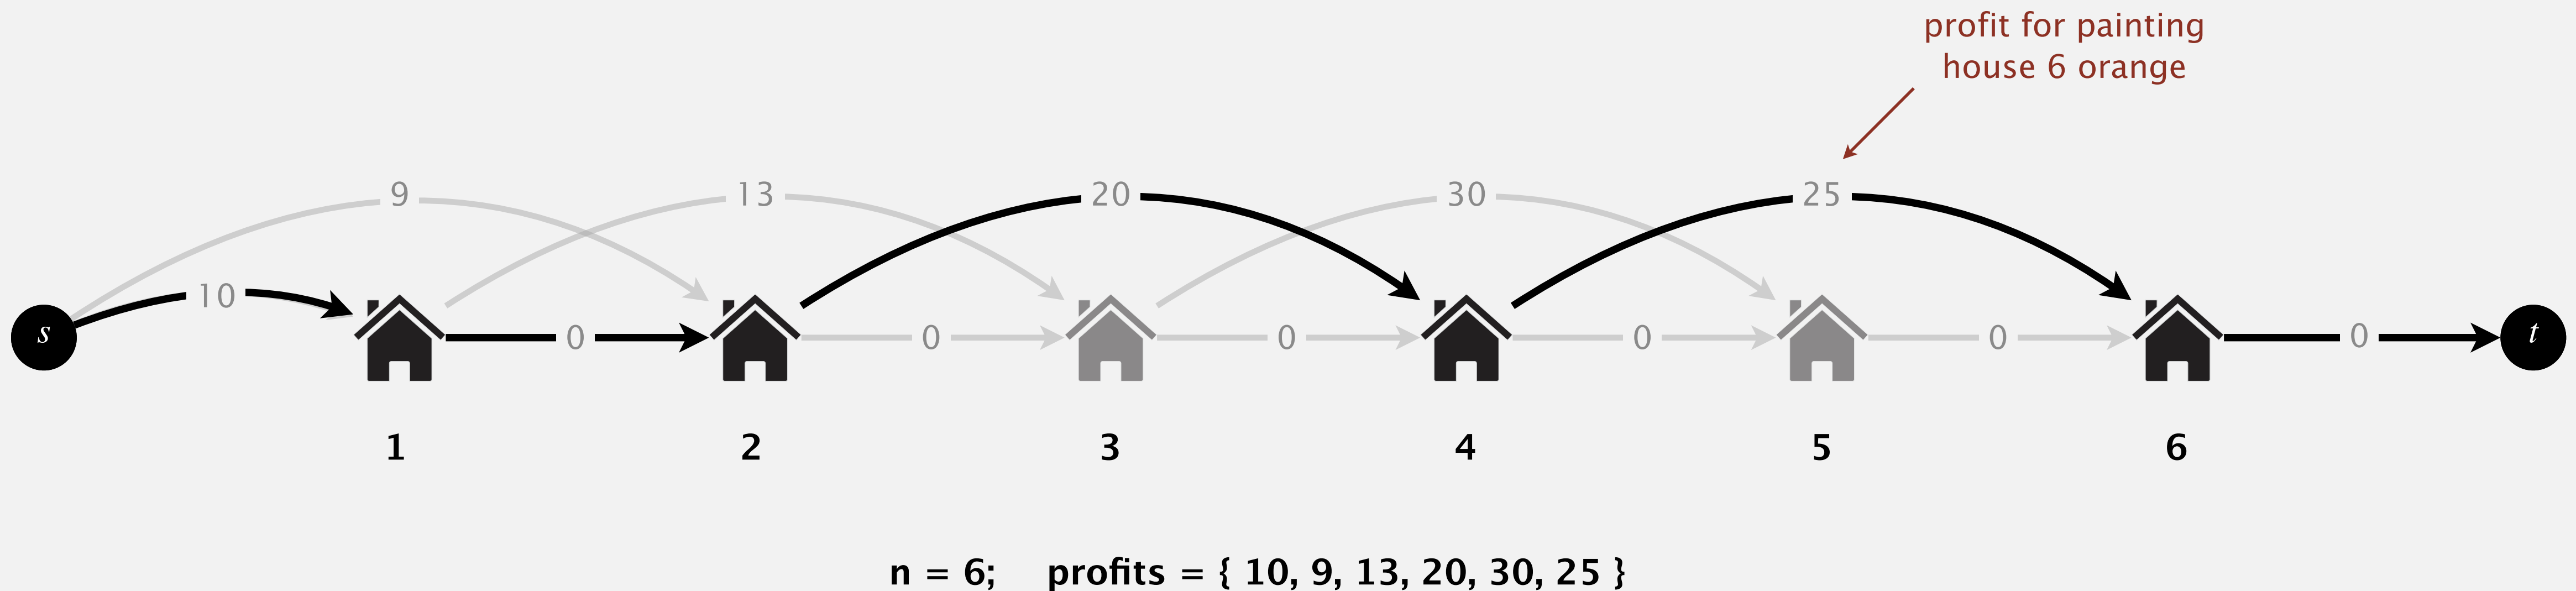 profit for painting
house 6 orange
9 13 20 30 25
10
s 0 0 0 0 0 0 t
1 2 3 4 5 6
n = 6; profits = { 10, 9, 13, 20, 30, 25 }